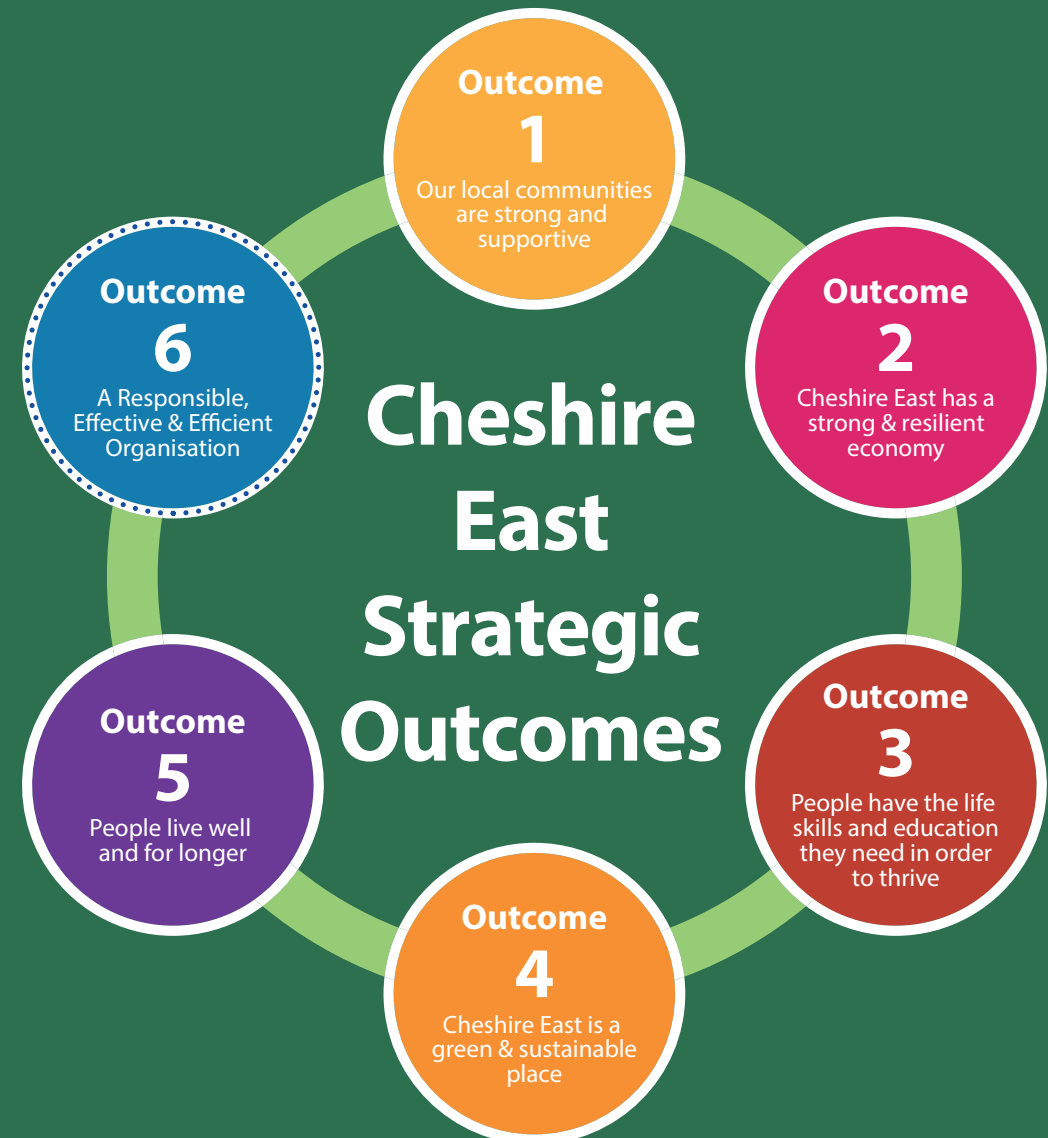 Outcome
1
Our local communities
are strong and
supportive
Outcome
2
Cheshire East has a
strong & resilient
economy
Outcome
3
People have the life
skills and education
they need in order
to thrive
Outcome
4
Cheshire East is a
green & sustainable
place
Outcome
5
People live well
and for longer
Outcome
6
A Responsible,
Effective & Efficient
Organisation
Cheshire
East
Strategic
Outcomes